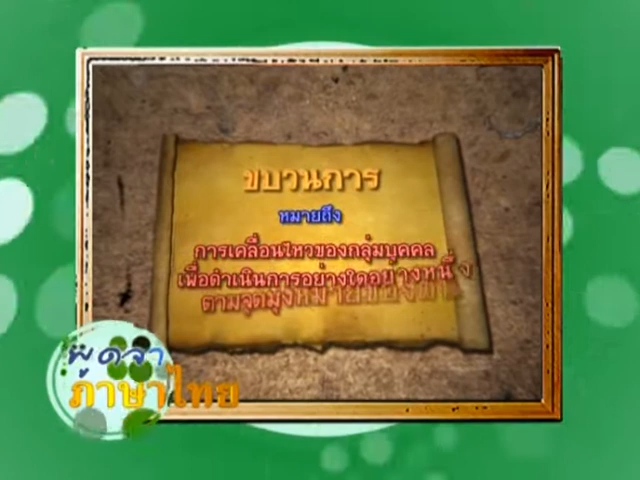 ขบวนการ
หมายถึง
การเคลื่อนไหวของกลุ่มบุคคล
เพื่อดำเนินการอย่างใดอย่างหนึ่ง
ตามจุดมุ่งหมายของ
พูดจา
ภาษาไทย